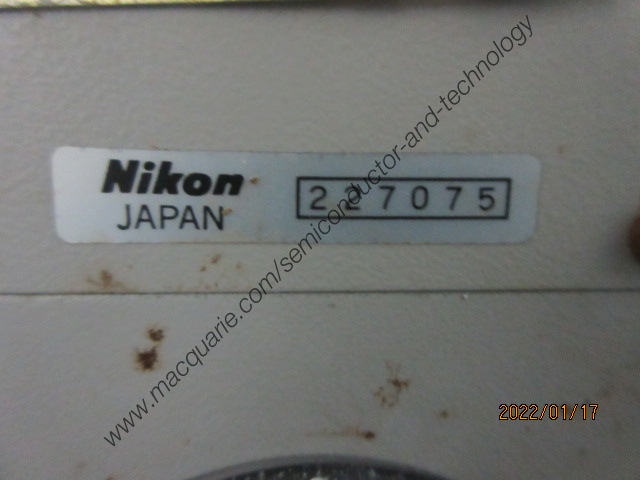 Nikon
JAPAN
227075
www.macquarie.com/semiconductor-and-technology
2022/01/17